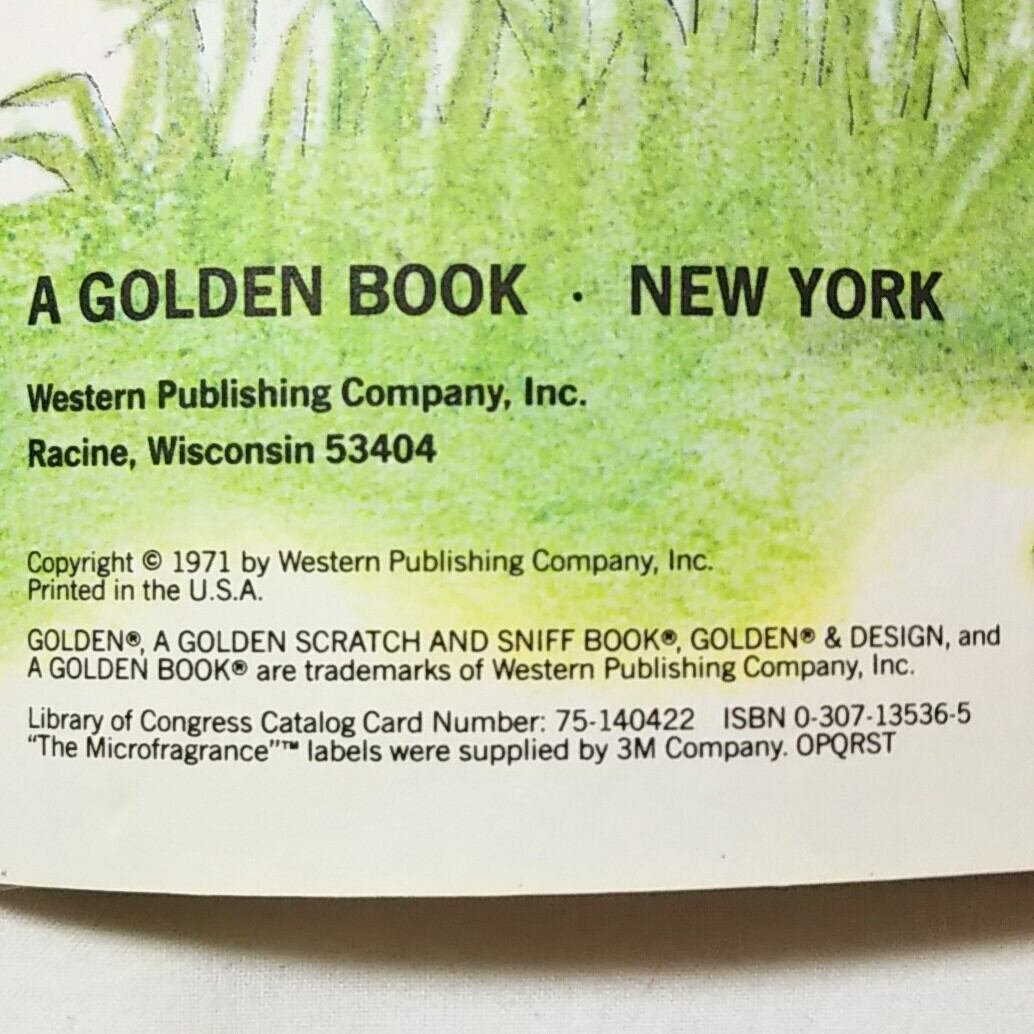 A GOLDEN BOOK · NEW YORK
Western Publishing Company, Inc.
Racine, Wisconsin 53404
Copyright © 1971 by Western Publishing Company, Inc.
Printed in the U.S.A.
GOLDEN®, A GOLDEN SCRATCH AND SNIFF BOOK®, GOLDEN® & DESIGN, and
A GOLDEN BOOK® are trademarks of Western Publishing Company, Inc.
Library of Congress Catalog Card Number: 75-140422 ISBN 0-307-13536-5
“The Microfragrance”™ labels were supplied by 3M Company. OPQRST